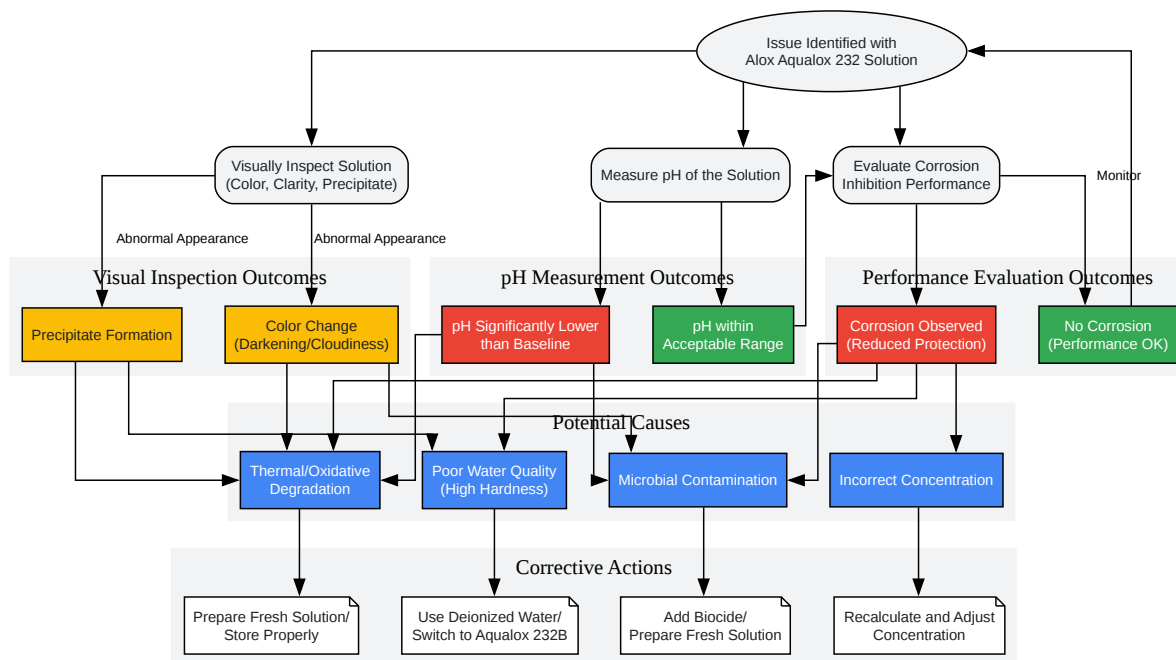 Issue Identified with
Alox Aqualox 232 Solution
Visually Inspect Solution
(Color, Clarity, Precipitate)
Measure pH of the Solution
Evaluate Corrosion
Inhibition Performance
Monitor
Abnormal Appearance
Abnormal Appearance
Visual Inspection Outcomes
pH Measurement Outcomes
Performance Evaluation Outcomes
Precipitate Formation
Color Change
(Darkening/Cloudiness)
pH Significantly Lower
than Baseline
pH within
Acceptable Range
Corrosion Observed
(Reduced Protection)
No Corrosion
(Performance OK)
Potential Causes
Thermal/Oxidative
Degradation
Poor Water Quality
(High Hardness)
Microbial Contamination
Incorrect Concentration
Corrective Actions
Prepare Fresh Solution/
Store Properly
Use Deionized Water/
Switch to Aqualox 232B
Add Biocide/
Prepare Fresh Solution
Recalculate and Adjust
Concentration